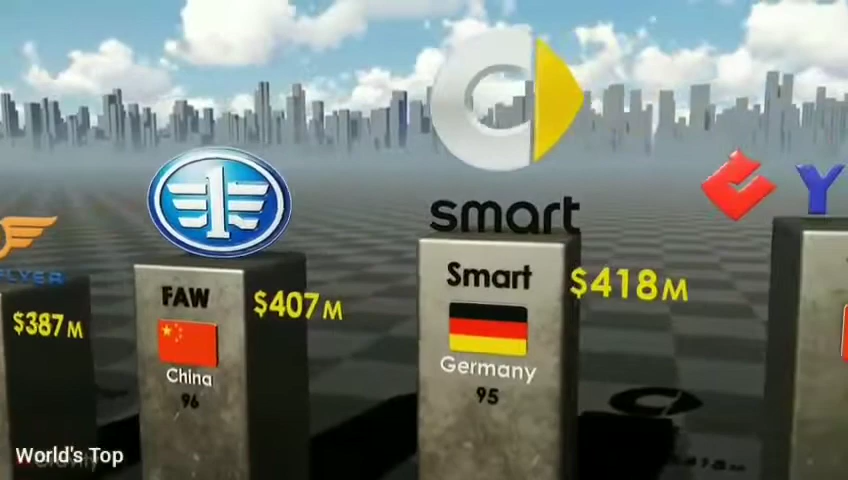 FLYER
$387M
FAW
$407M
China
96
smart
Smart
$418M
Germany
95
Y
World's Top